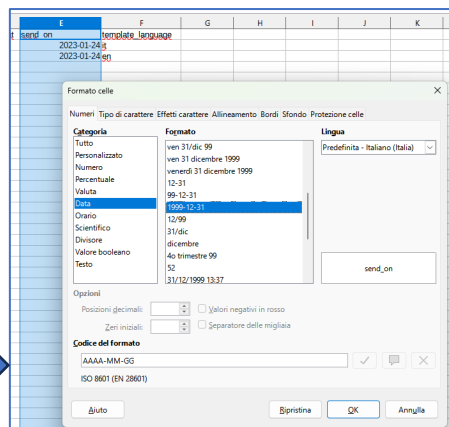 E F G H I J K
it send_on template_language
2023-01-24 it
2023-01-24 en
Formato celle
Numeri Tipo di carattere Effetti carattere Allineamento Bordi Sfondo Protezione celle
Categoria Formato Lingua
Tutto
Personalizzato
Numero
Percentuale
Valuta
Data
Orario
Scientifico
Divisore
Valore booleano
Testo
ven 31/dic 99
ven 31 dicembre 1999
venerdì 31 dicembre 1999
12-31
99-12-31
1999-12-31
12/99
31/dic
dicembre
4o trimestre 99
52
31/12/1999 13:37
Predefinita - Italiano (Italia)
send_on
Opzioni
Posizioni decimali: Valori negativi in rosso
Zeri iniziali: Separatore delle migliaia
Codice del formato
AAAA-MM-GG
ISO 8601 (EN 28601)
Aiuto Ripristina OK Annulla